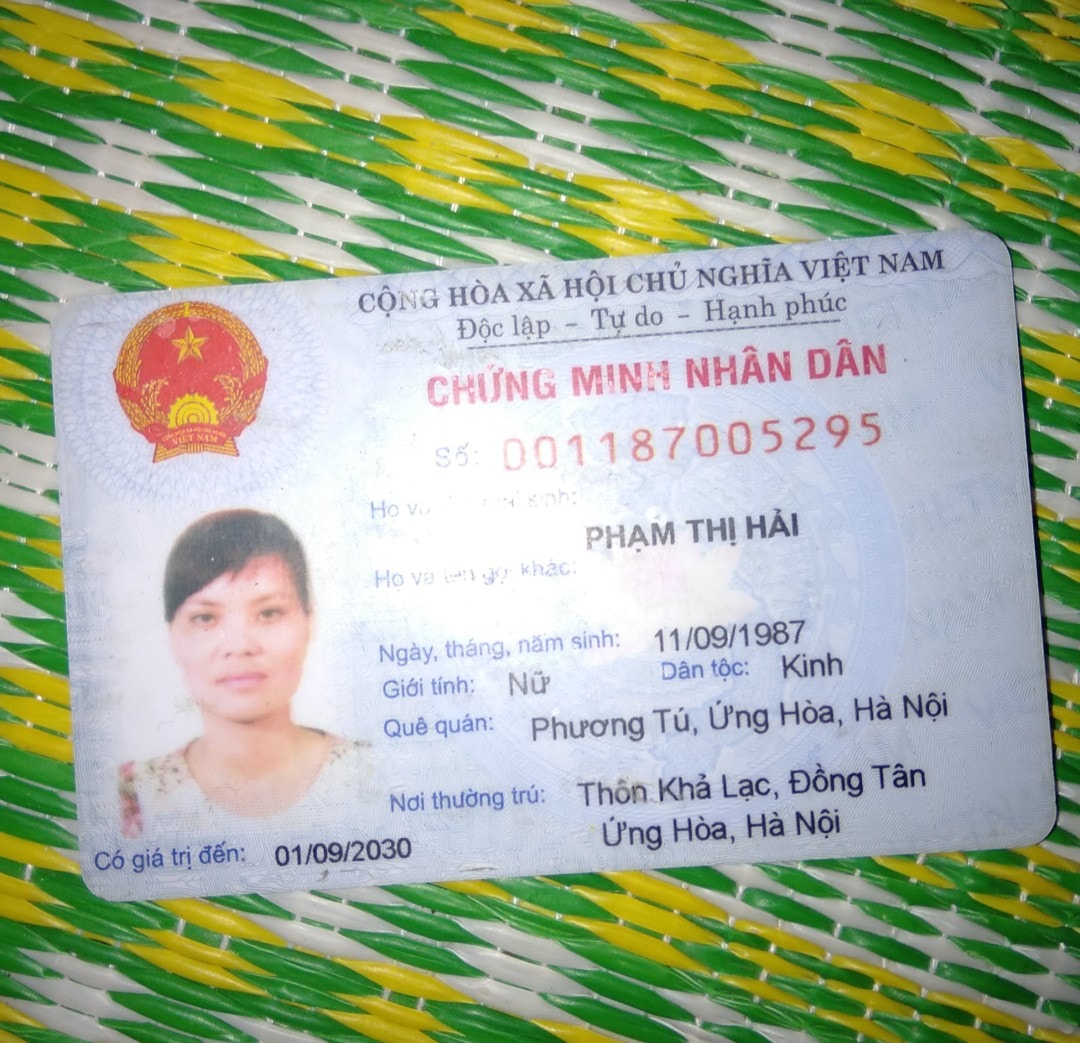 CỘNG HÒA XÃ HỘI CHỦ NGHĨA VIỆT NAM
Độc lập - Tự do - Hạnh phúc
CHỨNG MINH NHÂN DÂN
Số: 001187005295
Họ và sinh:
PHẠM THỊ HẢI
Họ và tên gọi khác:
Ngày, tháng, năm sinh: 11/09/1987
Giới tính: Nữ Dân tộc: Kinh
Quê quán: Phương Tú, Ứng Hòa, Hà Nội
Nơi thường trú: Thôn Khả Lạc, Đồng Tân
Ứng Hòa, Hà Nội
Có giá trị đến: 01/09/2030
VIỆT NAM